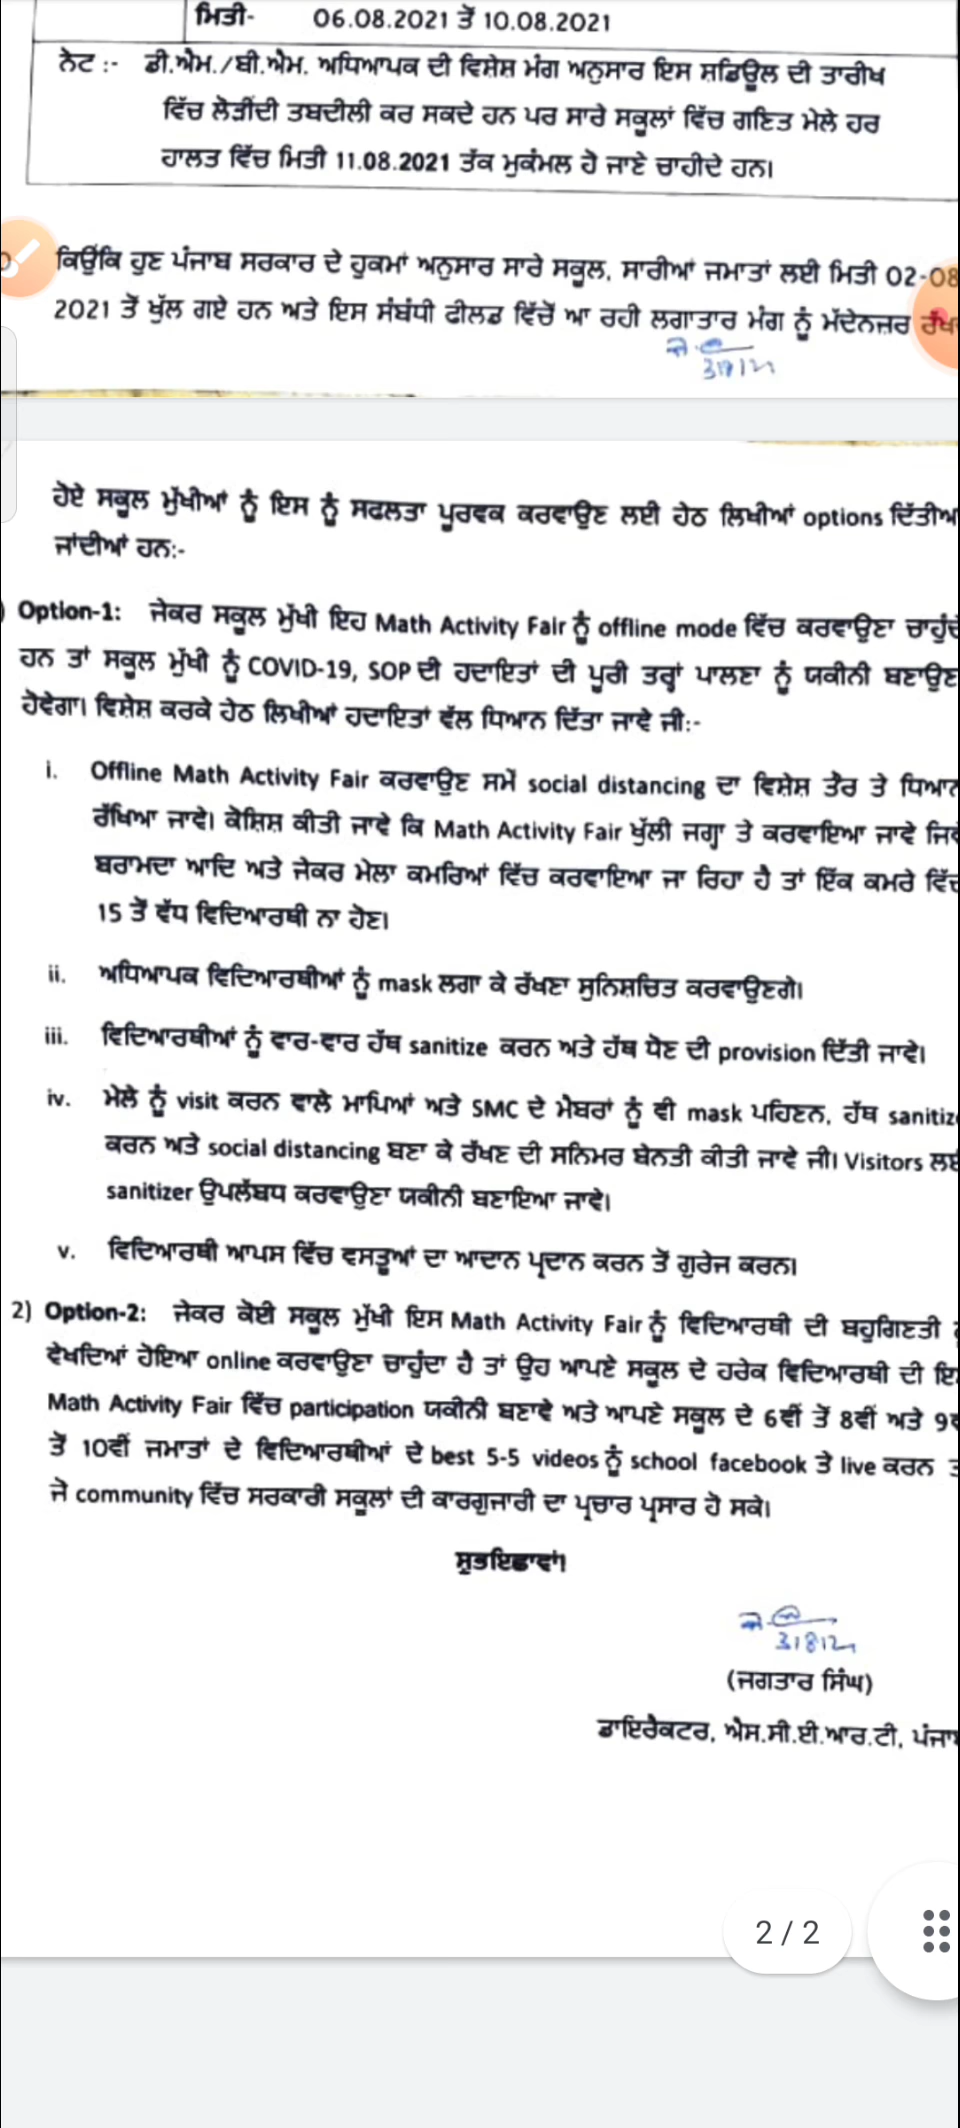 ਮਿਤੀ- 06.08.2021 ਤੋਂ 10.08.2021
ਨੋਟ :- ਡੀ.ਐਮ./ਬੀ.ਐਮ. ਅਧਿਆਪਕ ਦੀ ਵਿਸ਼ੇਸ਼ ਮੰਗ ਅਨੁਸਾਰ ਇਸ ਸ਼ਡਿਊਲ ਦੀ ਤਾਰੀਖ
ਵਿੱਚ ਲੋੜੀਂਦੀ ਤਬਦੀਲੀ ਕਰ ਸਕਦੇ ਹਨ ਪਰ ਸਾਰੇ ਸਕੂਲਾਂ ਵਿੱਚ ਗਣਿਤ ਮੇਲੇ ਹਰ
ਹਾਲਤ ਵਿੱਚ ਮਿਤੀ 11.08.2021 ਤੱਕ ਮੁਕੰਮਲ ਹੋ ਜਾਣੇ ਚਾਹੀਦੇ ਹਨ।
ਕਿਉਂਕਿ ਹੁਣ ਪੰਜਾਬ ਸਰਕਾਰ ਦੇ ਹੁਕਮਾਂ ਅਨੁਸਾਰ ਸਾਰੇ ਸਕੂਲ, ਸਾਰੀਆਂ ਜਮਾਤਾਂ ਲਈ ਮਿਤੀ 02-08
2021 ਤੋਂ ਖੁੱਲ ਗਏ ਹਨ ਅਤੇ ਇਸ ਸੰਬੰਧੀ ਫੀਲਡ ਵਿੱਚੋਂ ਆ ਰਹੀ ਲਗਾਤਾਰ ਮੰਗ ਨੂੰ ਮੱਦੇਨਜ਼ਰ
ਹੋਏ ਸਕੂਲ ਮੁੱਖੀਆਂ ਨੂੰ ਇਸ ਨੂੰ ਸਫਲਤਾ ਪੂਰਵਕ ਕਰਵਾਉਣ ਲਈ ਹੇਠ ਲਿਖੀਆਂ options ਦਿੱਤੀਆ
ਜਾਂਦੀਆਂ ਹਨ:-
) Option-1: ਜੇਕਰ ਸਕੂਲ ਮੁੱਖੀ ਇਹ Math Activity Fair ਨੂੰ offline mode ਵਿੱਚ ਕਰਵਾਉਣਾ ਚਾਹੁੰਦੇ
ਹਨ ਤਾਂ ਸਕੂਲ ਮੁੱਖੀ ਨੂੰ COVID-19, SOP ਦੀ ਹਦਾਇਤਾਂ ਦੀ ਪੂਰੀ ਤਰ੍ਹਾਂ ਪਾਲਣਾ ਨੂੰ ਯਕੀਨੀ ਬਣਾਉਣ
ਹੋਵੇਗਾ। ਵਿਸ਼ੇਸ਼ ਕਰਕੇ ਹੇਠ ਲਿਖੀਆਂ ਹਦਾਇਤਾਂ ਵੱਲ ਧਿਆਨ ਦਿੱਤਾ ਜਾਵੇ ਜੀ:-
i. Offline Math Activity Fair ਕਰਵਾਉਣ ਸਮੇਂ social distancing ਦਾ ਵਿਸ਼ੇਸ਼ ਤੌਰ ਤੇ ਧਿਆਨ
ਰੱਖਿਆ ਜਾਵੇ। ਕੋਸ਼ਿਸ਼ ਕੀਤੀ ਜਾਵੇ ਕਿ Math Activity Fair ਖੁੱਲੀ ਜਗ੍ਹਾ ਤੇ ਕਰਵਾਇਆ ਜਾਵੇ ਜਿਵੇਂ
ਬਰਾਮਦਾ ਆਦਿ ਅਤੇ ਜੇਕਰ ਮੇਲਾ ਕਮਰਿਆਂ ਵਿੱਚ ਕਰਵਾਇਆ ਜਾ ਰਿਹਾ ਹੈ ਤਾਂ ਇੱਕ ਕਮਰੇ ਵਿੱਚ
15 ਤੋਂ ਵੱਧ ਵਿਦਿਆਰਥੀ ਨਾ ਹੋਣ।
ii. ਅਧਿਆਪਕ ਵਿਦਿਆਰਥੀਆਂ ਨੂੰ mask ਲਗਾ ਕੇ ਰੱਖਣਾ ਸੁਨਿਸ਼ਚਿਤ ਕਰਵਾਉਣਗੇ।
iii. ਵਿਦਿਆਰਥੀਆਂ ਨੂੰ ਵਾਰ-ਵਾਰ ਹੱਥ sanitize ਕਰਨ ਅਤੇ ਹੱਥ ਧੋਣ ਦੀ provision ਦਿੱਤੀ ਜਾਵੇ।
iv. ਮੇਲੇ ਨੂੰ visit ਕਰਨ ਵਾਲੇ ਮਾਪਿਆਂ ਅਤੇ SMC ਦੇ ਮੈਬਰਾਂ ਨੂੰ ਵੀ mask ਪਹਿਣਨ, ਹੱਥ sanitize
ਕਰਨ ਅਤੇ social distancing ਬਣਾ ਕੇ ਰੱਖਣ ਦੀ ਸਨਿਮਰ ਬੇਨਤੀ ਕੀਤੀ ਜਾਵੇ ਜੀ। Visitors ਲਈ
sanitizer ਉਪਲੱਬਧ ਕਰਵਾਉਣਾ ਯਕੀਨੀ ਬਣਾਇਆ ਜਾਵੇ।
v. ਵਿਦਿਆਰਥੀ ਆਪਸ ਵਿੱਚ ਵਸਤੂਆਂ ਦਾ ਆਦਾਨ ਪ੍ਰਦਾਨ ਕਰਨ ਤੋਂ ਗੁਰੇਜ ਕਰਨ।
2) Option-2: ਜੇਕਰ ਕੋਈ ਸਕੂਲ ਮੁੱਖੀ ਇਸ Math Activity Fair ਨੂੰ ਵਿਦਿਆਰਥੀ ਦੀ ਬਹੁਗਿਣਤੀ
ਵੇਖਦਿਆਂ ਹੋਇਆ online ਕਰਵਾਉਣਾ ਚਾਹੁੰਦਾ ਹੈ ਤਾਂ ਉਹ ਆਪਣੇ ਸਕੂਲ ਦੇ ਹਰੇਕ ਵਿਦਿਆਰਥੀ ਦੀ ਇਸ
Math Activity Fair ਵਿੱਚ participation ਯਕੀਨੀ ਬਣਾਵੇ ਅਤੇ ਆਪਣੇ ਸਕੂਲ ਦੇ 6ਵੀਂ ਤੋਂ 8ਵੀਂ ਅਤੇ 9ਵ
ਤੋਂ 10ਵੀਂ ਜਮਾਤਾਂ ਦੇ ਵਿਦਿਆਰਥੀਆਂ ਦੇ best 5-5 videos ਨੂੰ school facebook ਤੇ live ਕਰਨ ਤ
ਜੋ community ਵਿੱਚ ਸਰਕਾਰੀ ਸਕੂਲਾਂ ਦੀ ਕਾਰਗੁਜਾਰੀ ਦਾ ਪ੍ਰਚਾਰ ਪ੍ਰਸਾਰ ਹੋ ਸਕੇ।
ਸ਼ੁਭਇਛਾਵਾਂ।
(ਜਗਤਾਰ ਸਿੰਘ)
ਡਾਇਰੈਕਟਰ, ਐਸ.ਸੀ.ਈ.ਆਰ.ਟੀ, ਪੰਜਾਬ
2 / 2